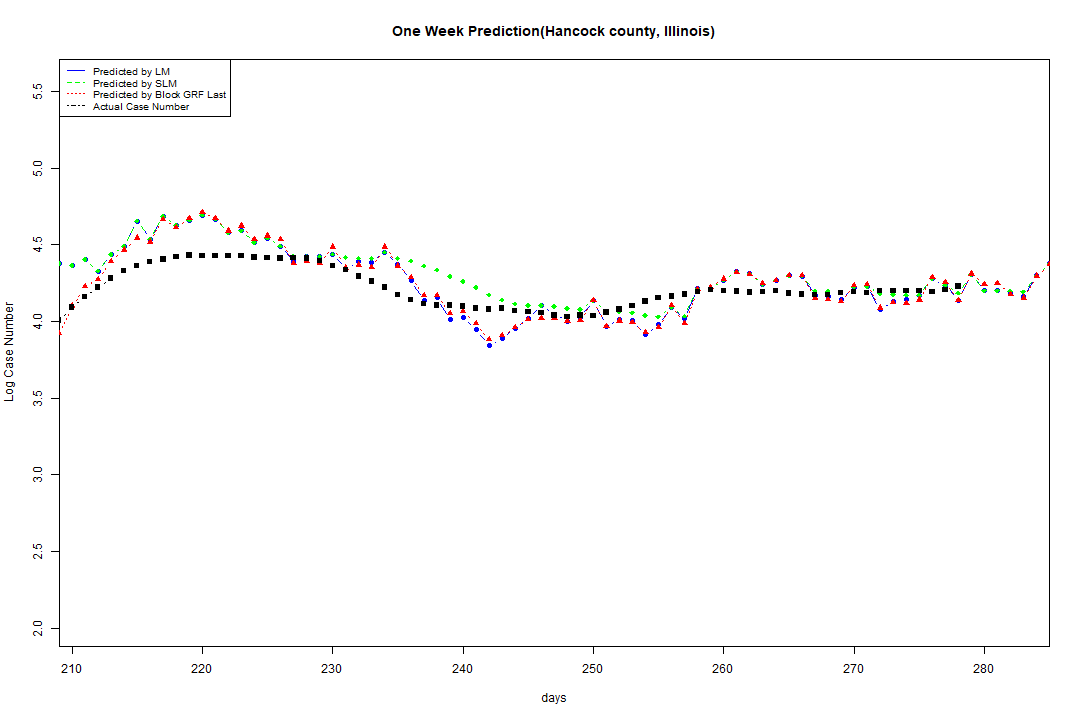 One Week Prediction(Hancock county, Illinois)
Predicted by LM
Predicted by SLM
Predicted by Block GRF Last
Actual Case Number
5.5
5.0
4.5
4.0
3.5
3.0
2.5
2.0
Log Case Number
210 220 230 240 250 260 270 280
days